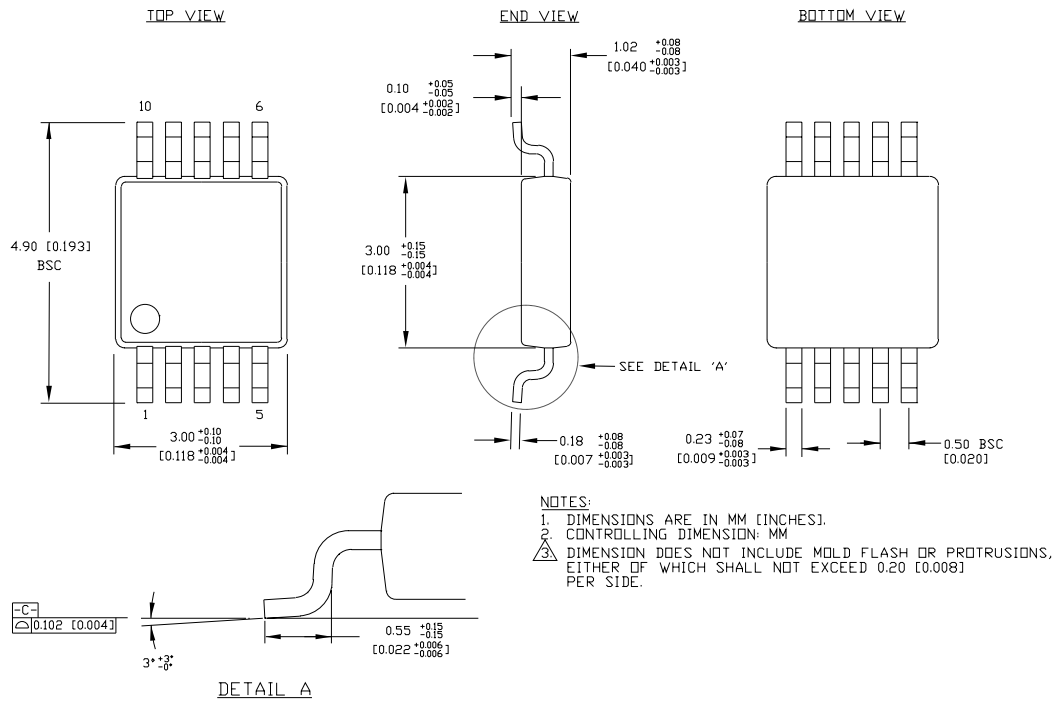 TOP VIEW
END VIEW
BOTTOM VIEW
1.02 +0.08 -0.08
[0.040 +0.003 -0.003]
0.10 +0.05 -0.05
[0.004 +0.002 -0.002]
10
6
4.90 [0.193]
BSC
3.00 +0.15 -0.15
[0.118 +0.004 -0.004]
SEE DETAIL 'A'
1
5
3.00 +0.10 -0.10
[0.118 +0.004 -0.004]
0.18 +0.08 -0.08
[0.007 +0.003 -0.003]
0.23 +0.07 -0.08
[0.009 +0.003 -0.003]
0.50 BSC
[0.020]
NOTES:
1. DIMENSIONS ARE IN MM [INCHES].
2. CONTROLLING DIMENSION: MM
3. DIMENSION DOES NOT INCLUDE MOLD FLASH OR PROTRUSIONS,
EITHER OF WHICH SHALL NOT EXCEED 0.20 [0.008]
PER SIDE.
-C-
0.102 [0.004]
3° +3° -0°
0.55 +0.15 -0.15
[0.022 +0.006 -0.006]
DETAIL A